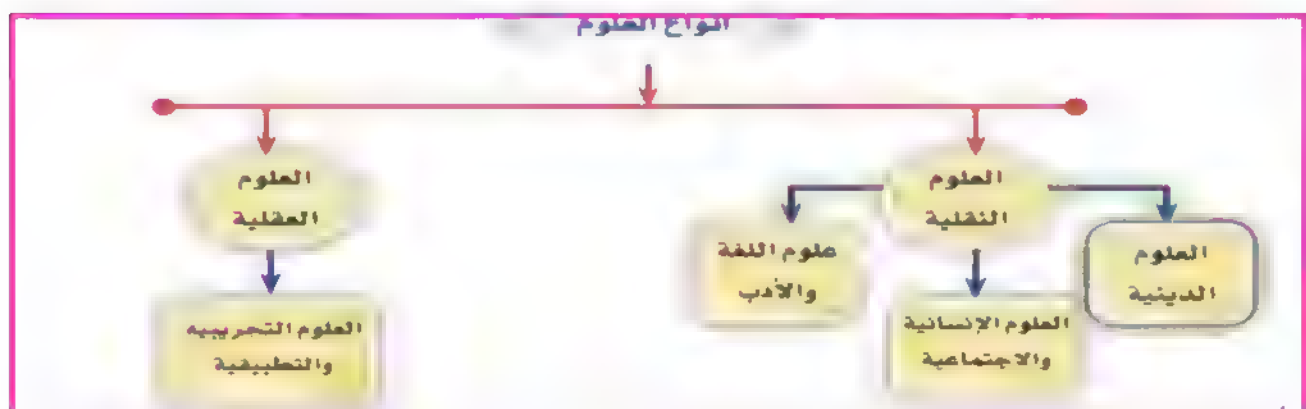 أنواع العلوم
العلوم
النقلية
العلوم
العقلية
العلوم
الدينية
علوم اللغة
والأدب
العلوم الإنسانية
والاجتماعية
العلوم التجريبية
والتطبيقية